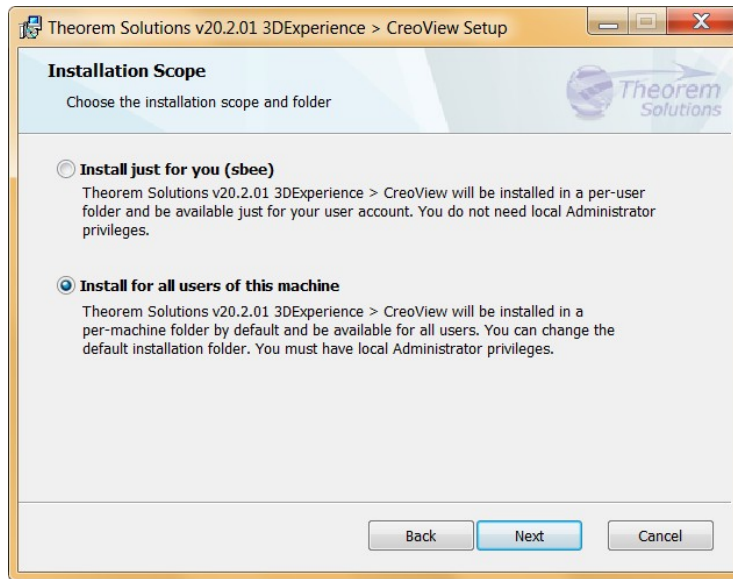 Theorem Solutions v20.2.01 3DExperience > CreoView Setup
Installation Scope
Choose the installation scope and folder
Theorem
Solutions
Install just for you (sbee)
Theorem Solutions v20.2.01 3DExperience > CreoView will be installed in a per-user
folder and be available just for your user account. You do not need local Administrator
privileges.
Install for all users of this machine
Theorem Solutions v20.2.01 3DExperience > CreoView will be installed in a
per-machine folder by default and be available for all users. You can change the
default installation folder. You must have local Administrator privileges.
Back Next Cancel